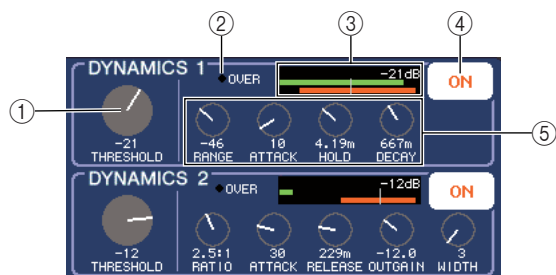 ② ③ ④
DYNAMICS 1
OVER
-21dB
ON
①
⑤
-21
THRESHOLD
-46 10 4.19m 667m
RANGE ATTACK HOLD DECAY
DYNAMICS 2
OVER
-12dB
ON
-12
THRESHOLD
2.5:1 30 229m -12.0 3
RATIO ATTACK RELEASE OUTGAIN WIDTH